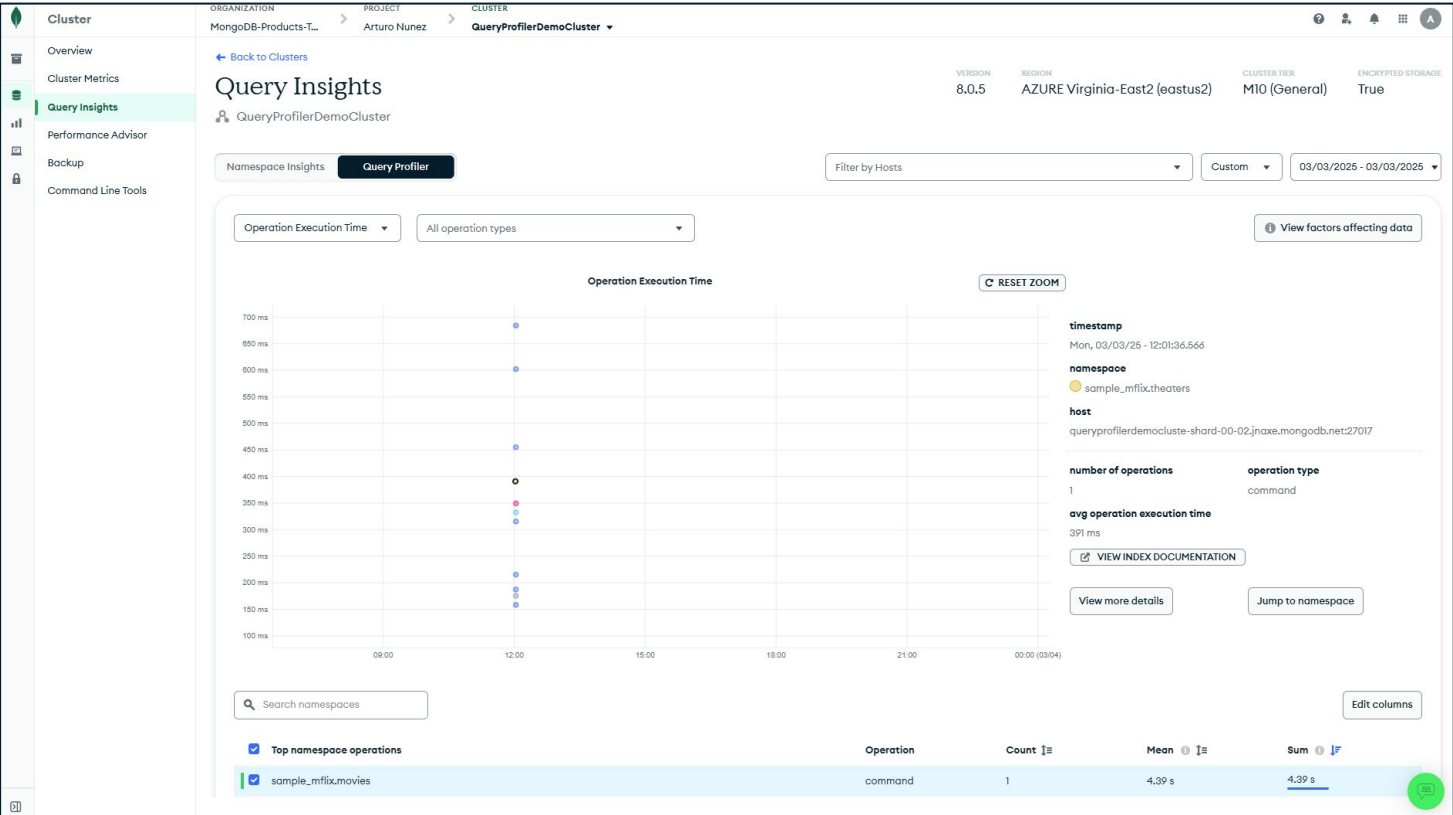 Cluster
ORGANIZATION
MongoDB-Products-T...
PROJECT
Arturo Nunez
CLUSTER
QueryProfilerDemoCluster
A
Overview
Cluster Metrics
Query Insights
Performance Advisor
Backup
Command Line Tools
Back to Clusters
Query Insights
QueryProfilerDemoCluster
VERSION
8.0.5
REGION
AZURE Virginia-East2 (eastus2)
CLUSTER TIER
M10 (General)
ENCRYPTED STORAGE
True
Namespace Insights
Query Profiler
Filter by Hosts
Custom
03/03/2025 - 03/03/2025
Operation Execution Time
All operation types
View factors affecting data
Operation Execution Time
RESET ZOOM
700 ms
650 ms
600 ms
550 ms
500 ms
450 ms
400 ms
350 ms
300 ms
250 ms
200 ms
150 ms
100 ms
09:00
12:00
15:00
18:00
21:00
00:00 (03/04)
timestamp
Mon, 03/03/25 - 12:01:36.566
namespace
sample_mflix.theaters
host
queryprofilerdemocluste-shard-00-02.jnaxe.mongodb.net:27017
number of operations
1
operation type
command
avg operation execution time
391 ms
VIEW INDEX DOCUMENTATION
View more details
Jump to namespace
Search namespaces
Edit columns
Top namespace operations
Operation
Count
Mean
Sum
sample_mflix.movies
command
1
4.39 s
4.39 s